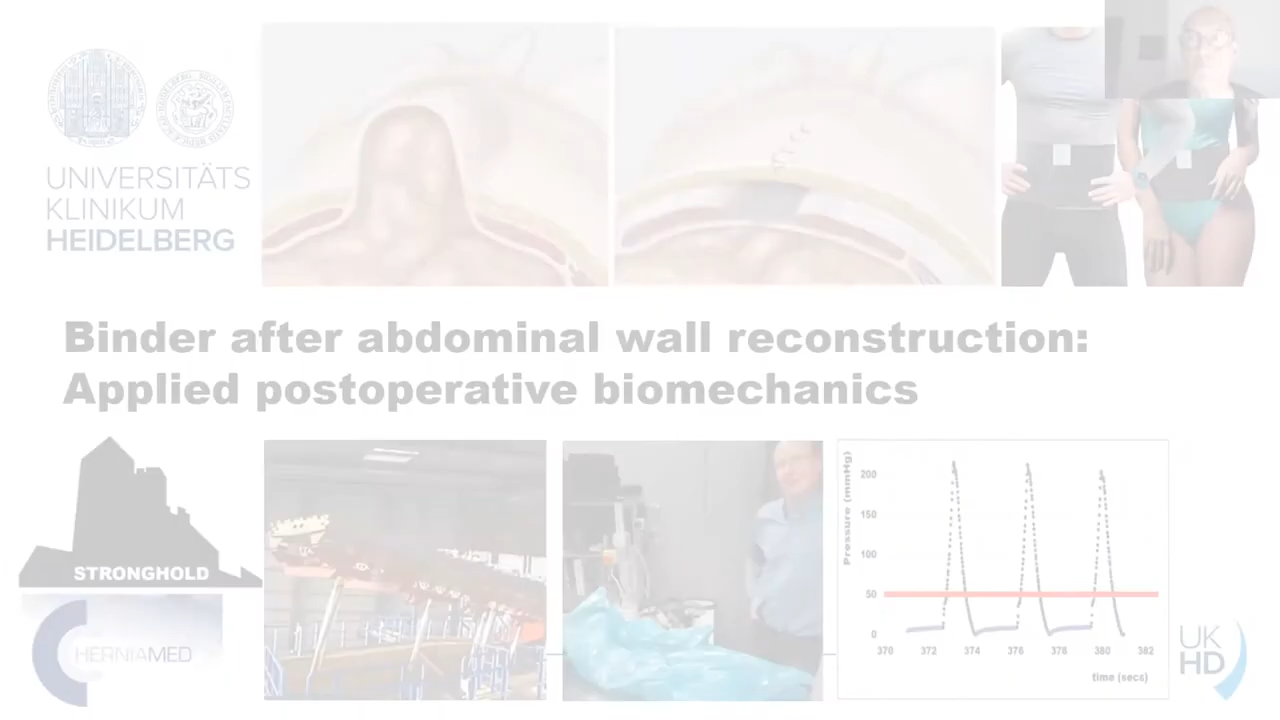 UNIVERSITÄTS
KLINIKUM
HEIDELBERG
Binder after abdominal wall reconstruction:
Applied postoperative biomechanics
STRONGHOLD
HERNIAMED
Pressure (mmHg)
200
150
100
50
0
370 372 374 376 378 380 382
time (secs)
UK
HD